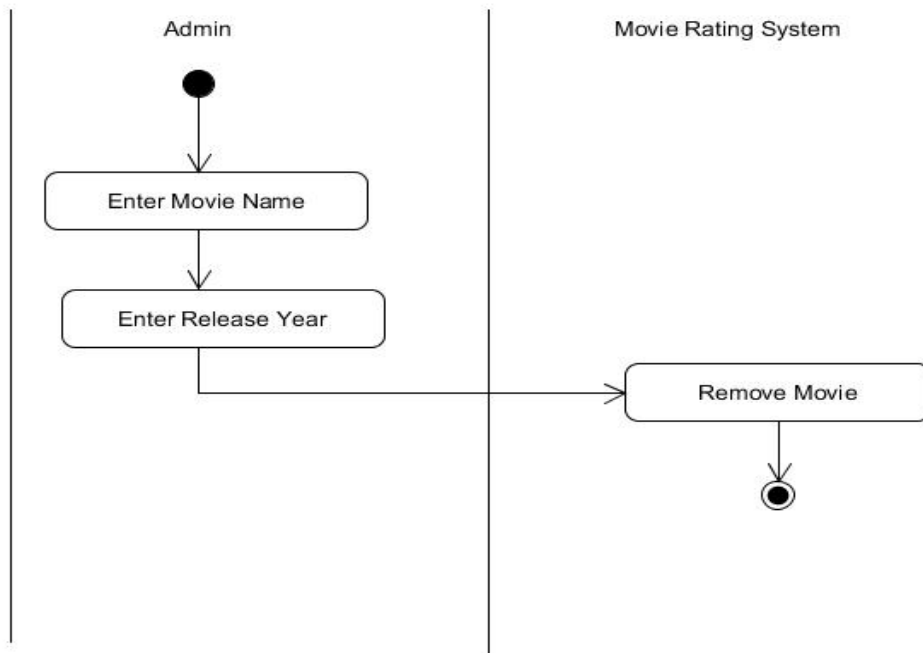 Admin
Movie Rating System
Enter Movie Name
Enter Release Year
Remove Movie